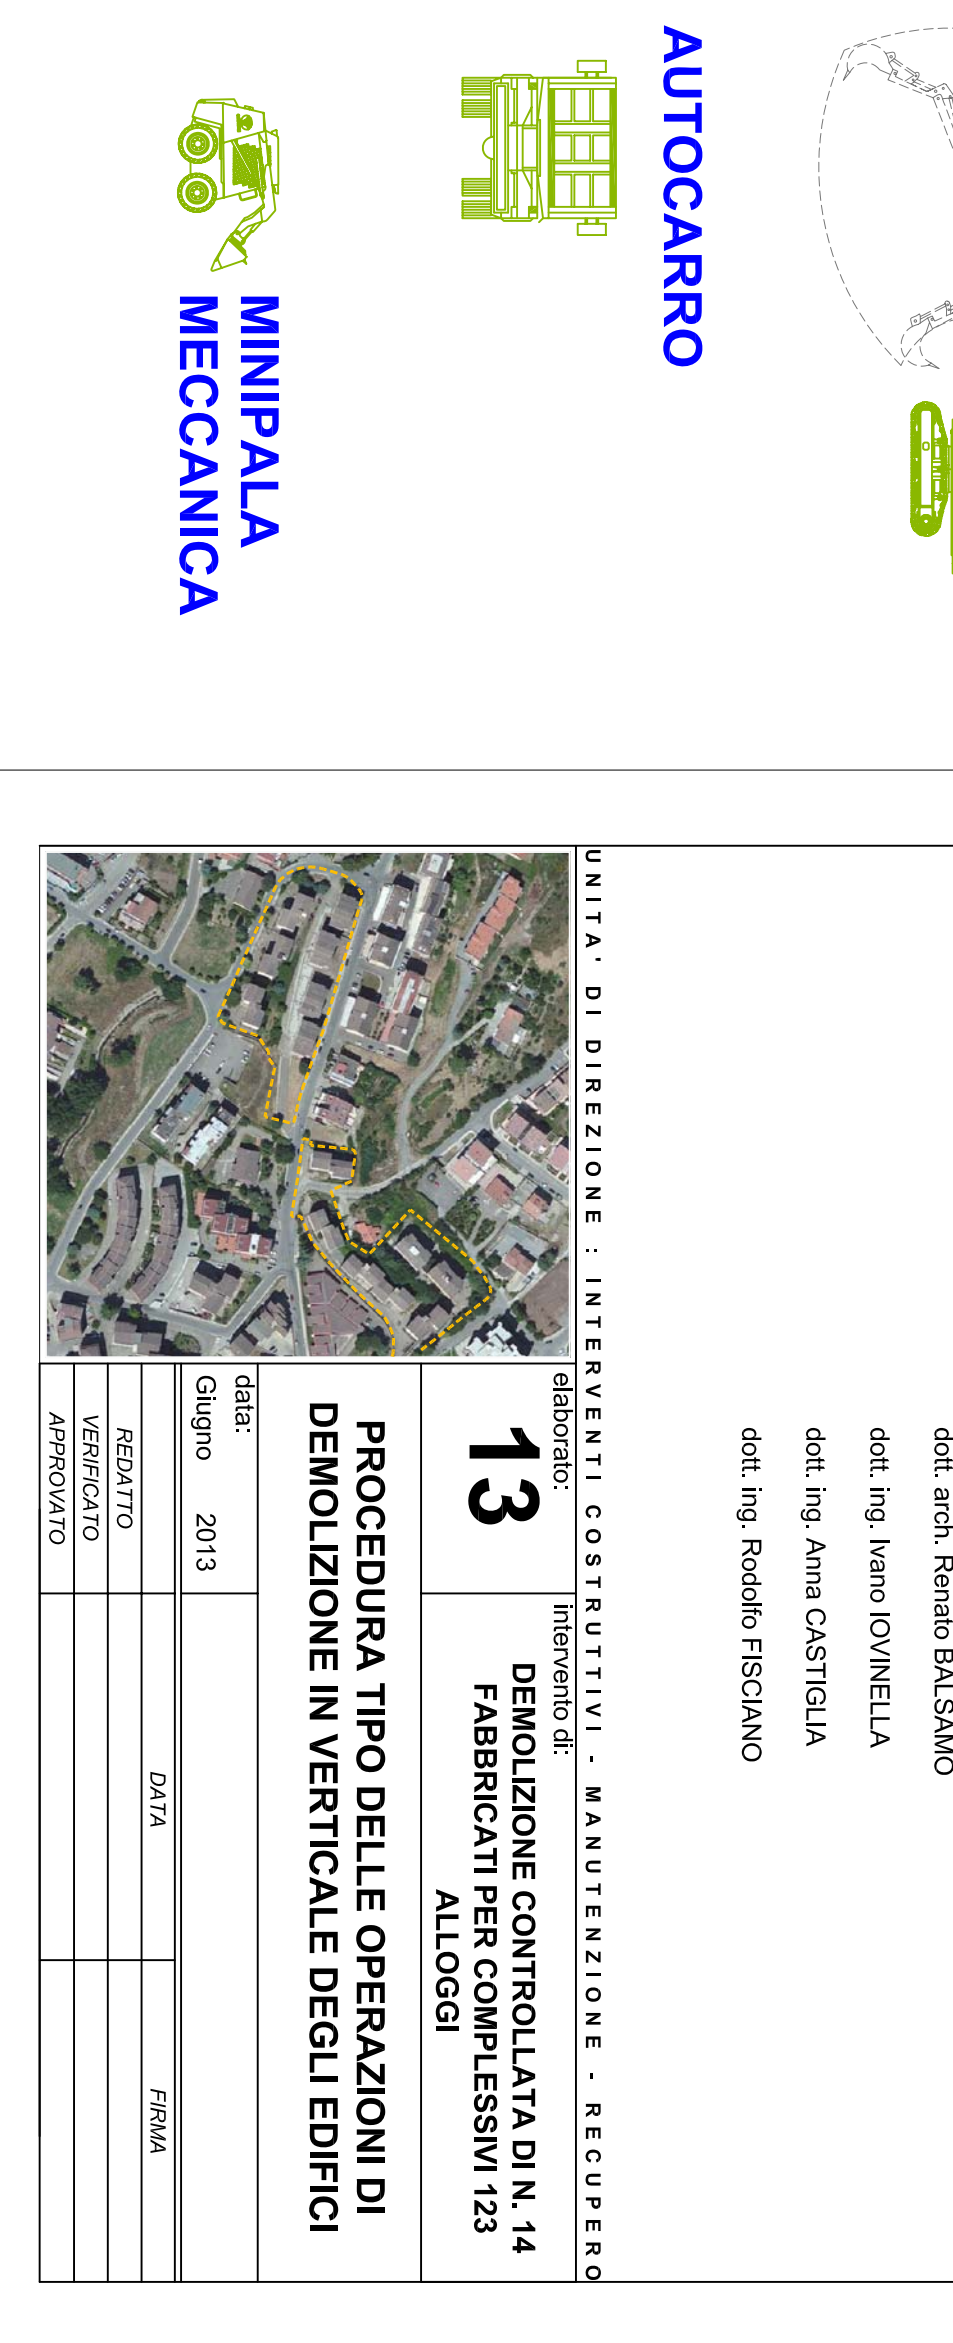 AUTOCARRO
MINIPALA
MECCANICA
dott. arch. Renato BALSAMO
dott. ing. Ivano IOVINELLA
dott. ing. Anna CASTIGLIA
dott. ing. Rodolfo FISCIANO
UNITA' DI DIREZIONE : INTERVENTI COSTRUTTIVI - MANUTENZIONE - RECUPERO
elaborato:
13
intervento di:
DEMOLIZIONE CONTROLLATA DI N. 14
FABBRICATI PER COMPLESSIVI 123
ALLOGGI
PROCEDURA TIPO DELLE OPERAZIONI DI
DEMOLIZIONE IN VERTICALE DEGLI EDIFICI
data:
Giugno 2013
DATA FIRMA
REDATTO
VERIFICATO
APPROVATO